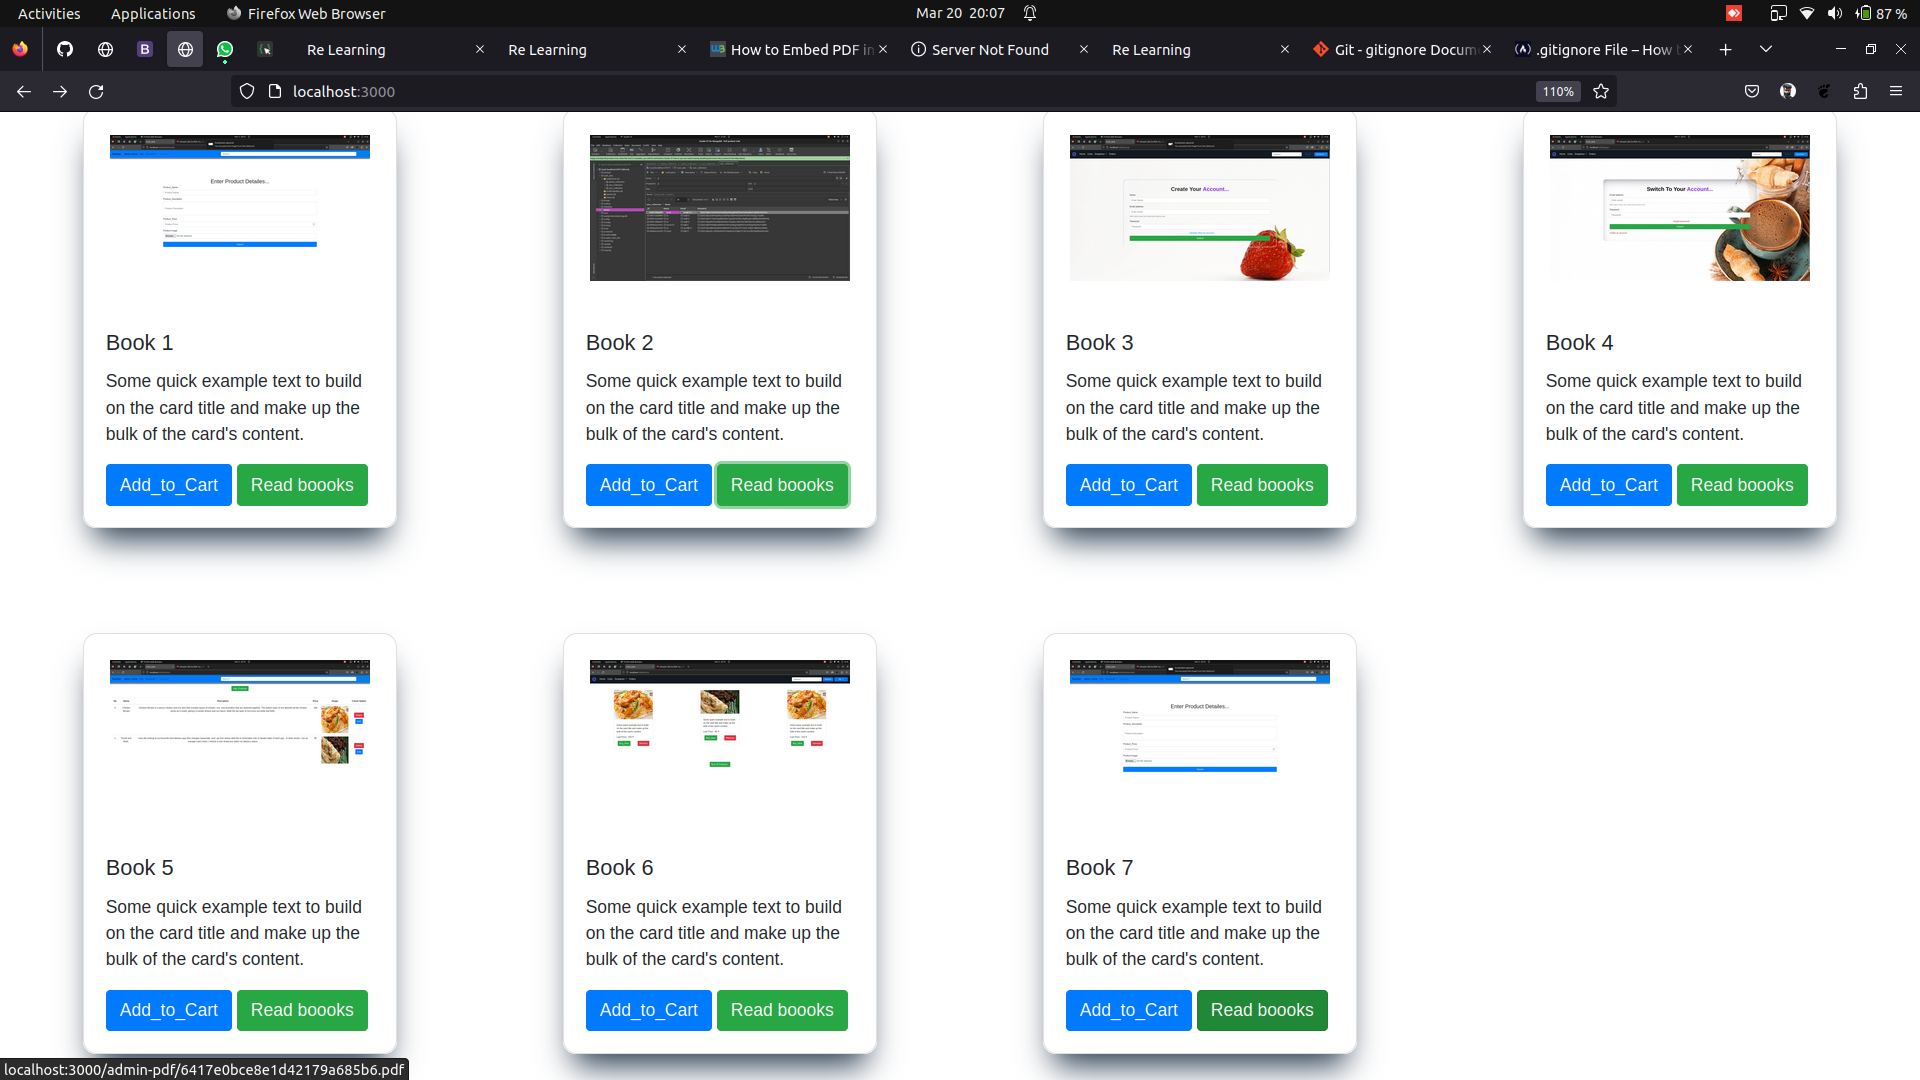 Activities Applications Firefox Web Browser Mar 20 20:07 87 %
Re Learning Re Learning How to Embed PDF in Server Not Found Re Learning Git - gitignore Docum .gitignore File – How
localhost:3000 110%
Enter Product Detailes... Create Your Account... Switch To Your Account...
Book 1 Book 2 Book 3 Book 4
Some quick example text to build Some quick example text to build Some quick example text to build Some quick example text to build
on the card title and make up the on the card title and make up the on the card title and make up the on the card title and make up the
bulk of the card's content. bulk of the card's content. bulk of the card's content. bulk of the card's content.
Add_to_Cart Read boooks Add_to_Cart Read boooks Add_to_Cart Read boooks Add_to_Cart Read boooks
Enter Product Detailes...
Book 5 Book 6 Book 7
Some quick example text to build Some quick example text to build Some quick example text to build
on the card title and make up the on the card title and make up the on the card title and make up the
bulk of the card's content. bulk of the card's content. bulk of the card's content.
Add_to_Cart Read boooks Add_to_Cart Read boooks Add_to_Cart Read boooks
localhost:3000/admin-pdf/6417e0bce8e1d42179a685b6.pdf